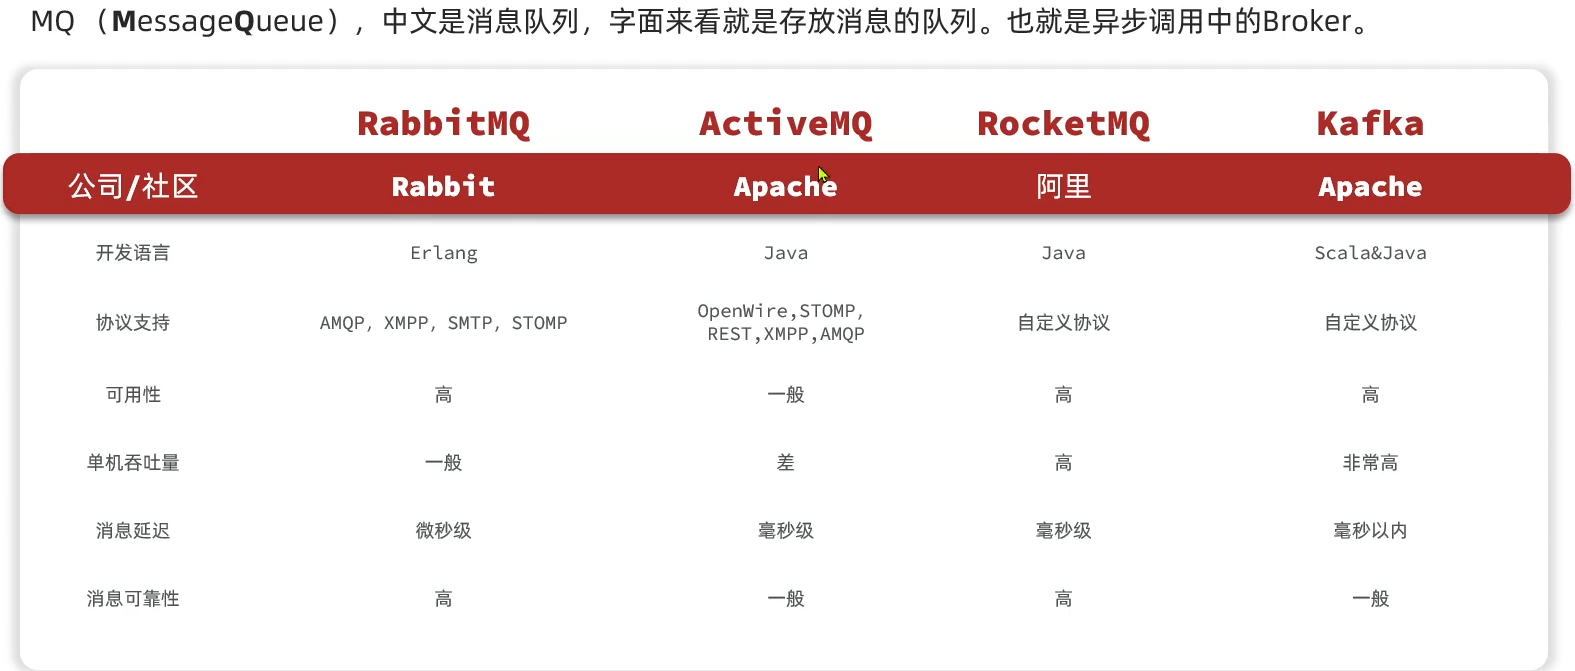 MQ（MessageQueue），中文是消息队列，字面来看就是存放消息的队列。也就是异步调用中的Broker。
RabbitMQ ActiveMQ RocketMQ Kafka
公司/社区 Rabbit Apache 阿里 Apache
开发语言 Erlang Java Java Scala&Java
协议支持 AMQP, XMPP, SMTP, STOMP OpenWire,STOMP, REST,XMPP,AMQP 自定义协议 自定义协议
可用性 高 一般 高 高
单机吞吐量 一般 差 高 非常高
消息延迟 微秒级 毫秒级 毫秒级 毫秒以内
消息可靠性 高 一般 高 一般